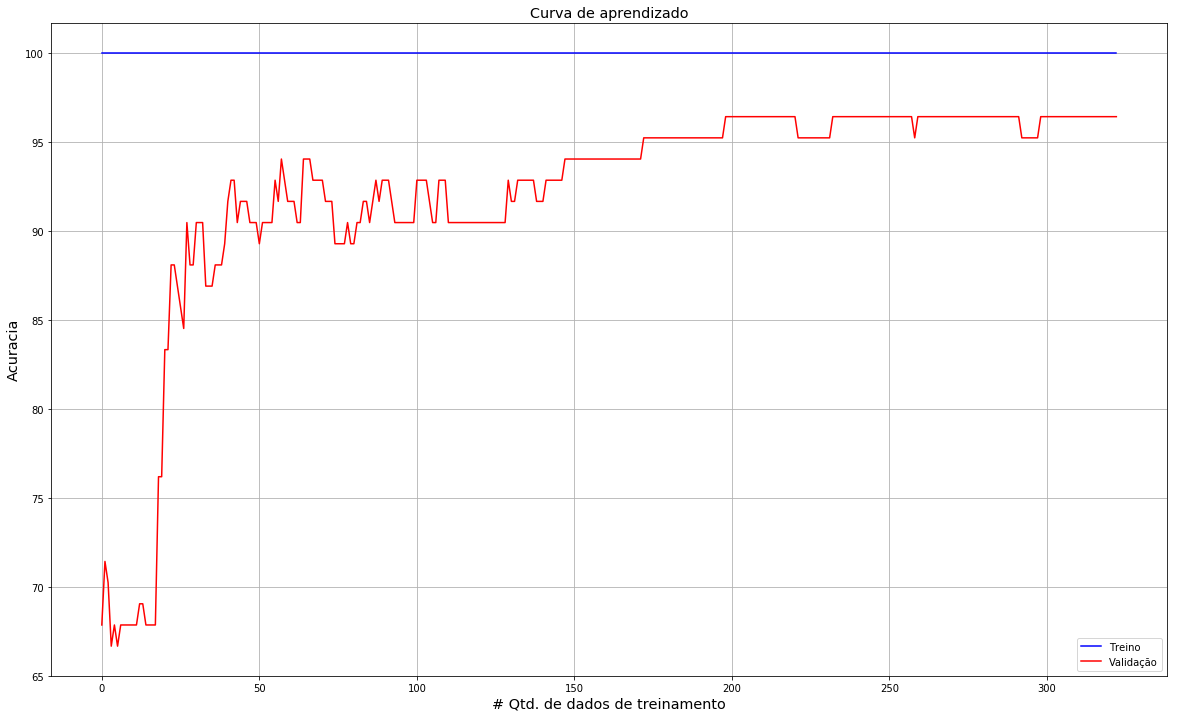 Curva de aprendizado
Acuracia
100
95
90
85
80
75
70
65
0 50 100 150 200 250 300
# Qtd. de dados de treinamento
Treino
Validação